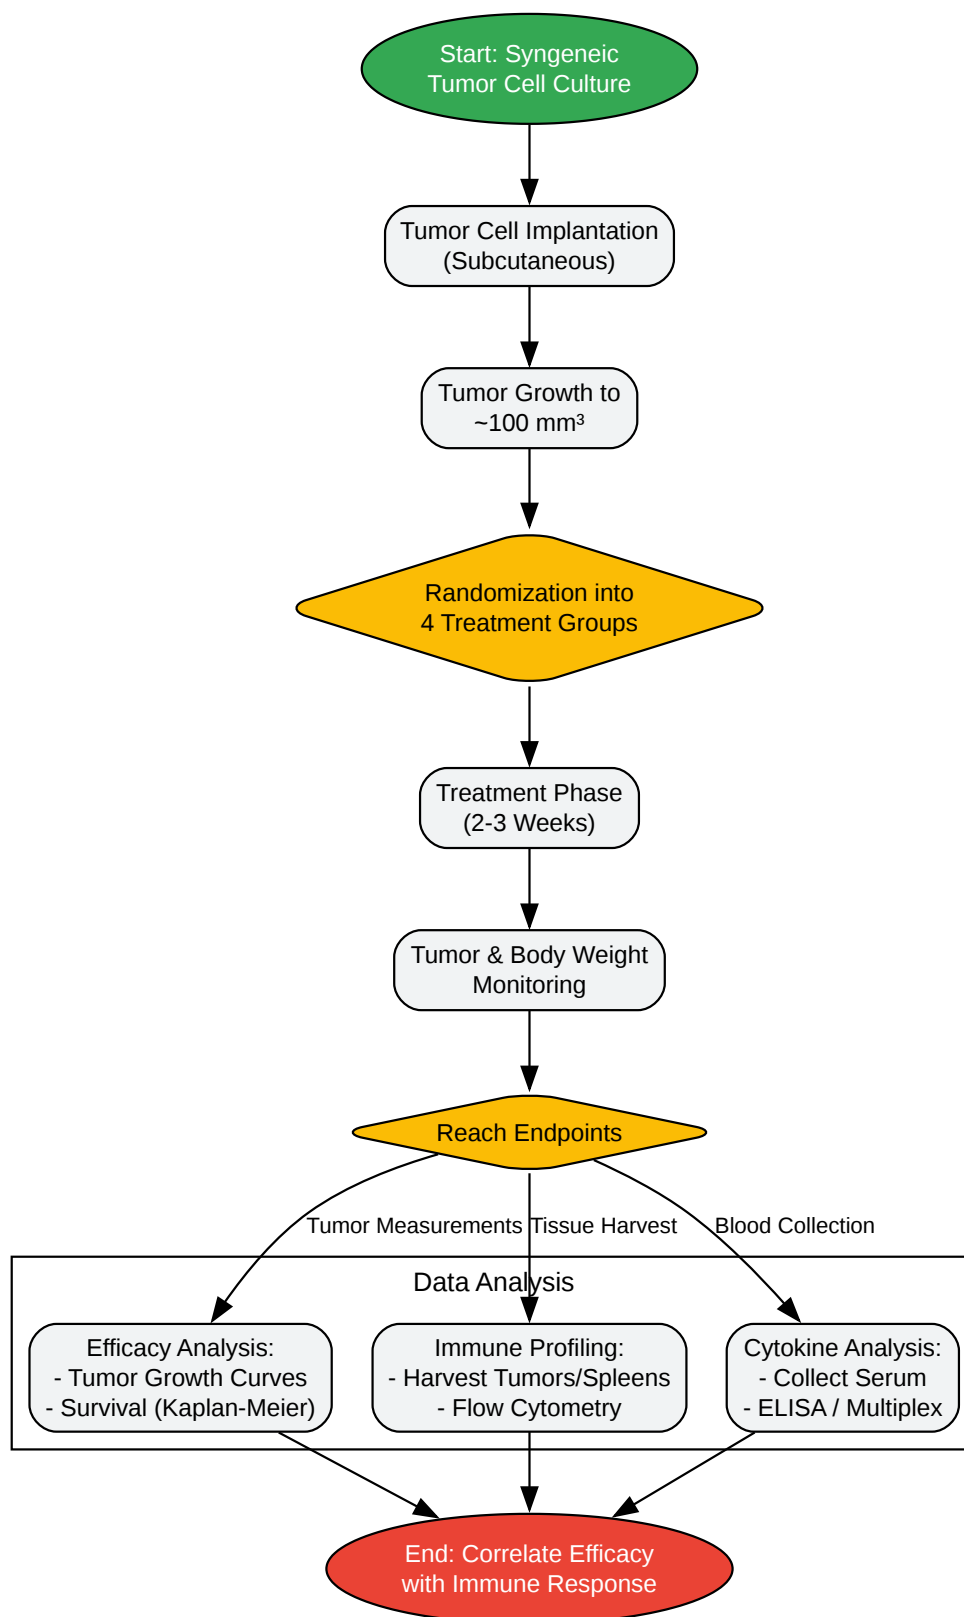 Start: Syngeneic
Tumor Cell Culture
Tumor Cell Implantation
(Subcutaneous)
Tumor Growth to
~100 mm³
Randomization into
4 Treatment Groups
Treatment Phase
(2-3 Weeks)
Tumor & Body Weight
Monitoring
Reach Endpoints
Tumor Measurements
Tissue Harvest
Blood Collection
Data Analysis
Efficacy Analysis:
- Tumor Growth Curves
- Survival (Kaplan-Meier)
Immune Profiling:
- Harvest Tumors/Spleens
- Flow Cytometry
Cytokine Analysis:
- Collect Serum
- ELISA / Multiplex
End: Correlate Efficacy
with Immune Response